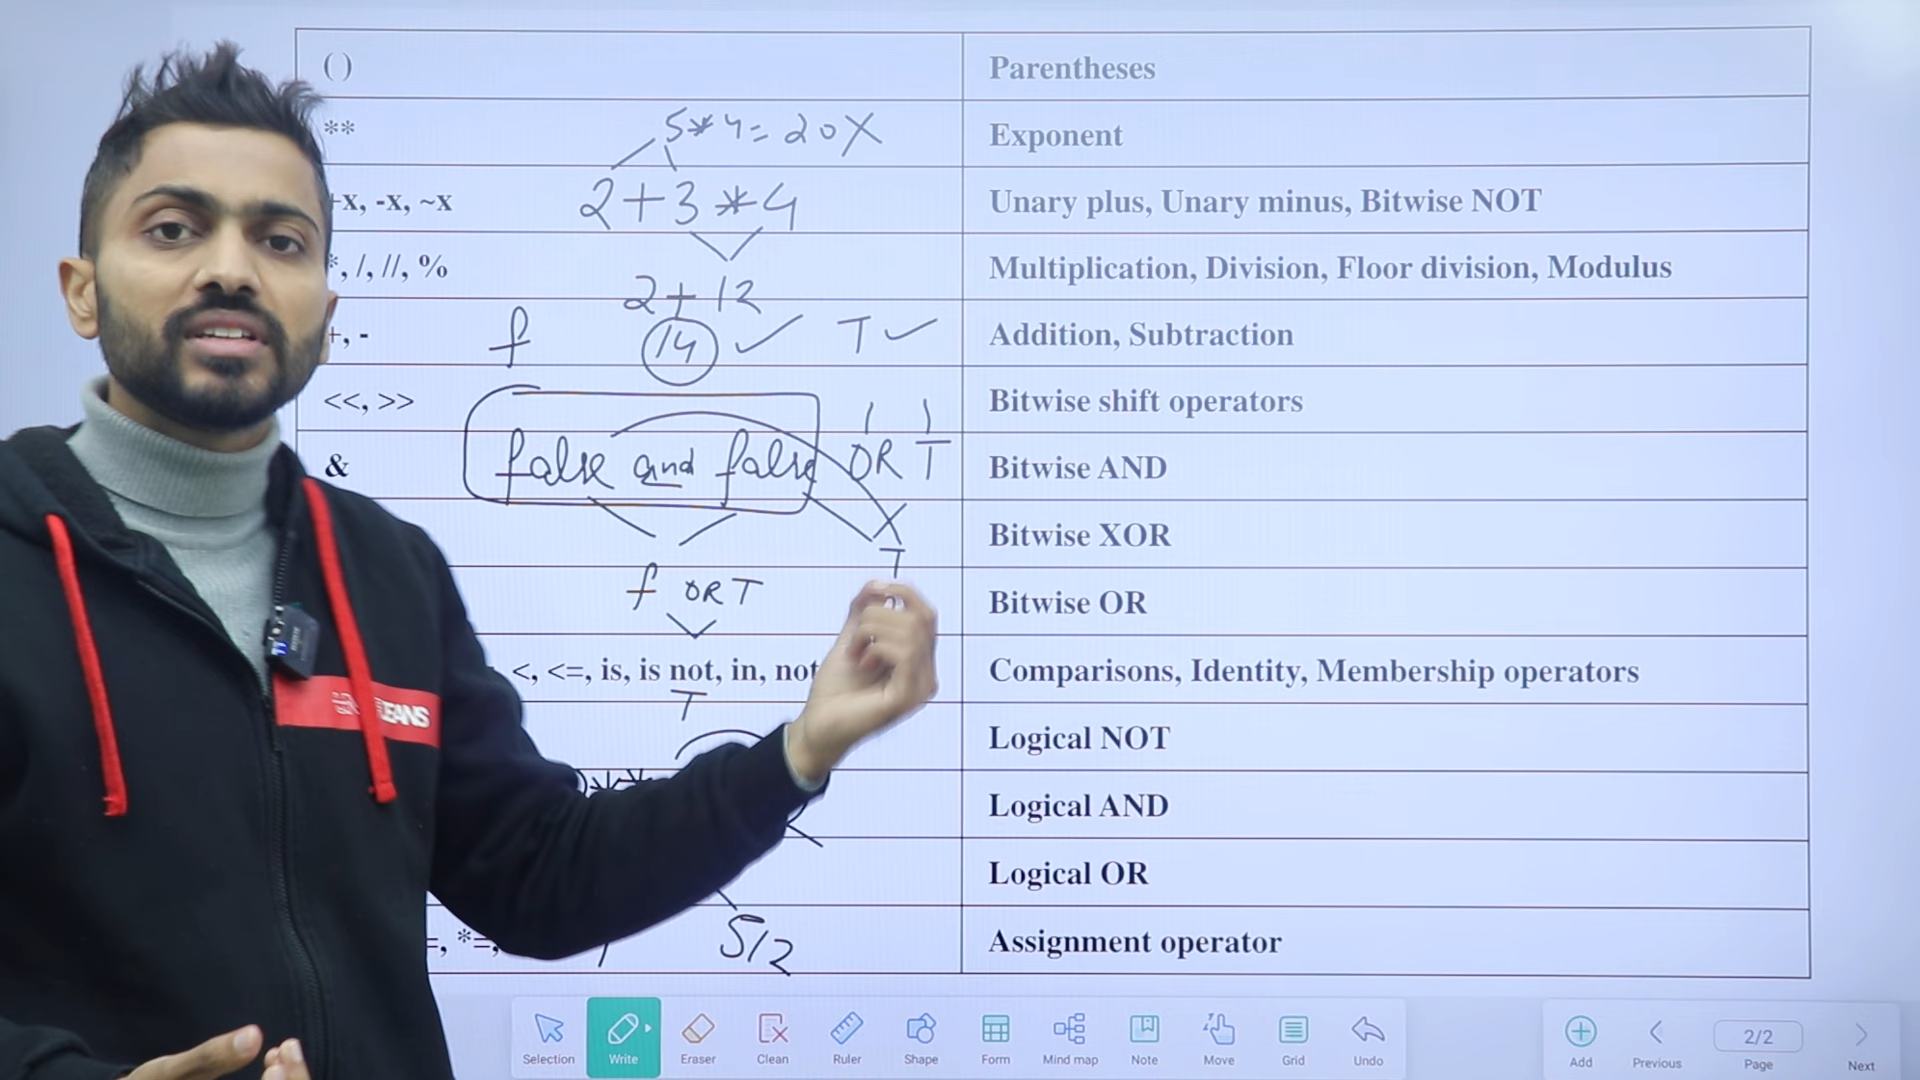 ( ) Parentheses
** Exponent
5*4=20X
+x, -x, ~x Unary plus, Unary minus, Bitwise NOT
2+3*4
*, /, //, % Multiplication, Division, Floor division, Modulus
2+12
+, - Addition, Subtraction
f 14 ✓ T ✓
<<, >> Bitwise shift operators
& Bitwise AND
false and false OR T
Bitwise XOR
T
f OR T
Bitwise OR
<, <=, is, is not, in, not Comparisons, Identity, Membership operators
T
Logical NOT
**
Logical AND
Logical OR
=, *=, Assignment operator
512
JEANS
Selection Write Eraser Clean Ruler Shape Form Mind map Note Move Grid Undo
Add Previous 2/2 Page Next